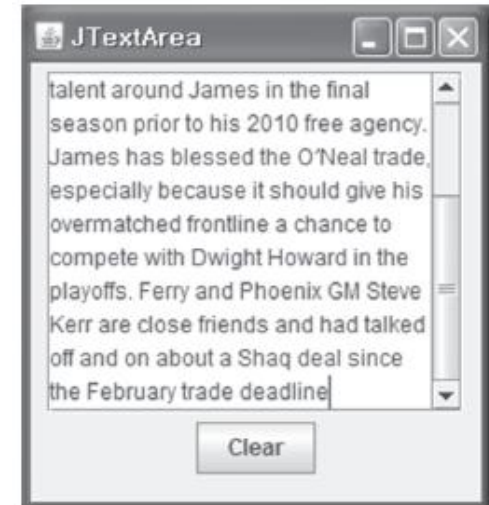 JTextArea
talent around James in the final
season prior to his 2010 free agency.
James has blessed the O'Neal trade,
especially because it should give his
overmatched frontline a chance to
compete with Dwight Howard in the
playoffs. Ferry and Phoenix GM Steve
Kerr are close friends and had talked
off and on about a Shaq deal since
the February trade deadline
Clear